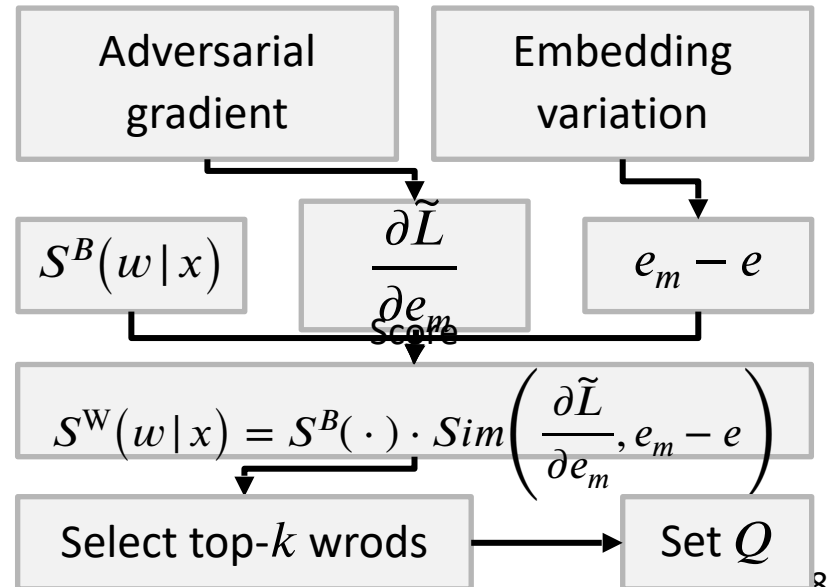 Adversarial
gradient
Embedding
variation
S^B(w|x)
∂L̃/∂e_m
e_m − e
Score
S^W(w|x) = S^B(·)·Sim(∂L̃/∂e_m, e_m − e)
Select top-k wrods
Set Q
8